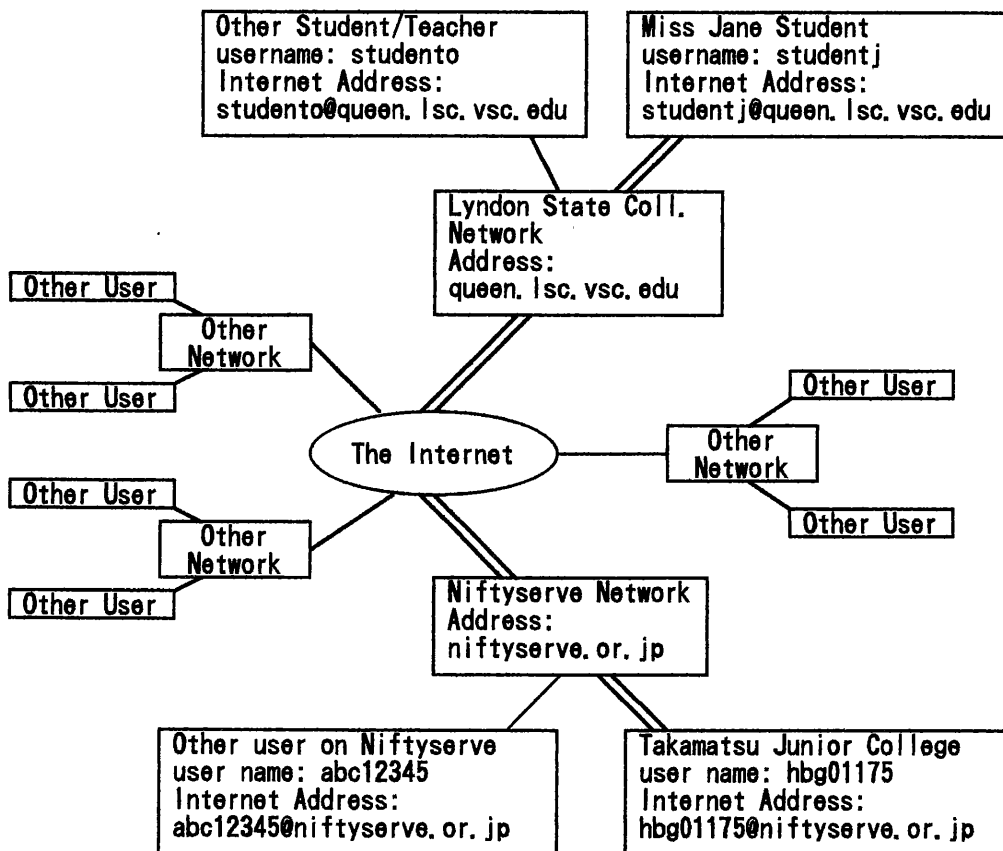 Other Student/Teacher
username: studento
Internet Address:
studento@queen.lsc.vsc.edu
Miss Jane Student
username: studentj
Internet Address:
studentj@queen.lsc.vsc.edu
Lyndon State Coll.
Network
Address:
queen.lsc.vsc.edu
Other User
Other
Network
Other User
Other User
The Internet
Other
Network
Other User
Other User
Other
Network
Other User
Niftyserve Network
Address:
niftyserve.or.jp
Other user on Niftyserve
user name: abc12345
Internet Address:
abc12345@niftyserve.or.jp
Takamatsu Junior College
user name: hbg01175
Internet Address:
hbg01175@niftyserve.or.jp